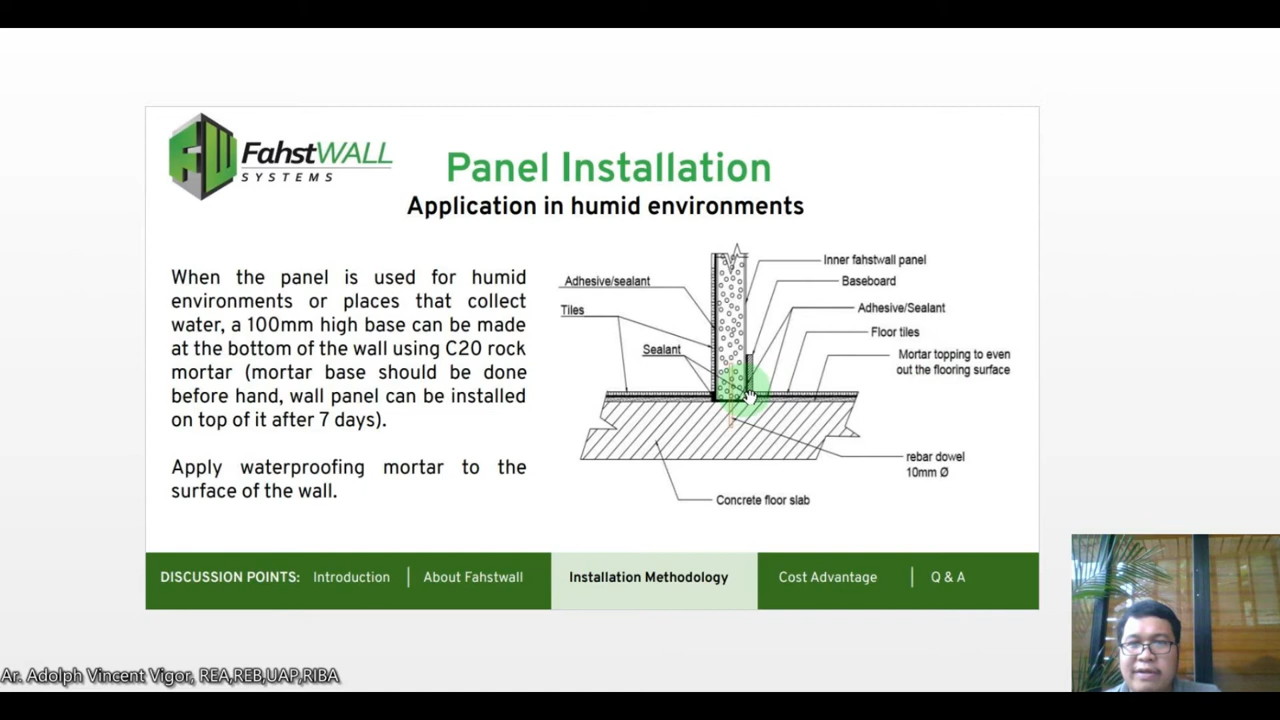 FahstWALL
SYSTEMS
Panel Installation
Application in humid environments
When the panel is used for humid
environments or places that collect
water, a 100mm high base can be made
at the bottom of the wall using C20 rock
mortar (mortar base should be done
before hand, wall panel can be installed
on top of it after 7 days).
Apply waterproofing mortar to the
surface of the wall.
Adhesive/sealant
Tiles
Sealant
Inner fahstwall panel
Baseboard
Adhesive/Sealant
Floor tiles
Mortar topping to even
out the flooring surface
rebar dowel
10mm Ø
Concrete floor slab
DISCUSSION POINTS: Introduction | About Fahstwall Installation Methodology Cost Advantage | Q & A
Ar. Adolph Vincent Vigor, REA,REB,UAP,RIBA